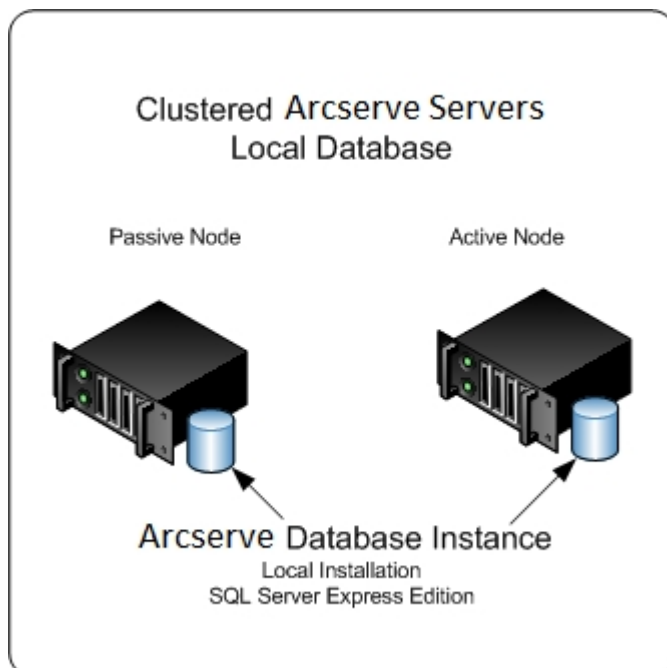 Clustered Arcserve Servers
Local Database
Passive Node
Active Node
Arcserve Database Instance
Local Installation
SQL Server Express Edition